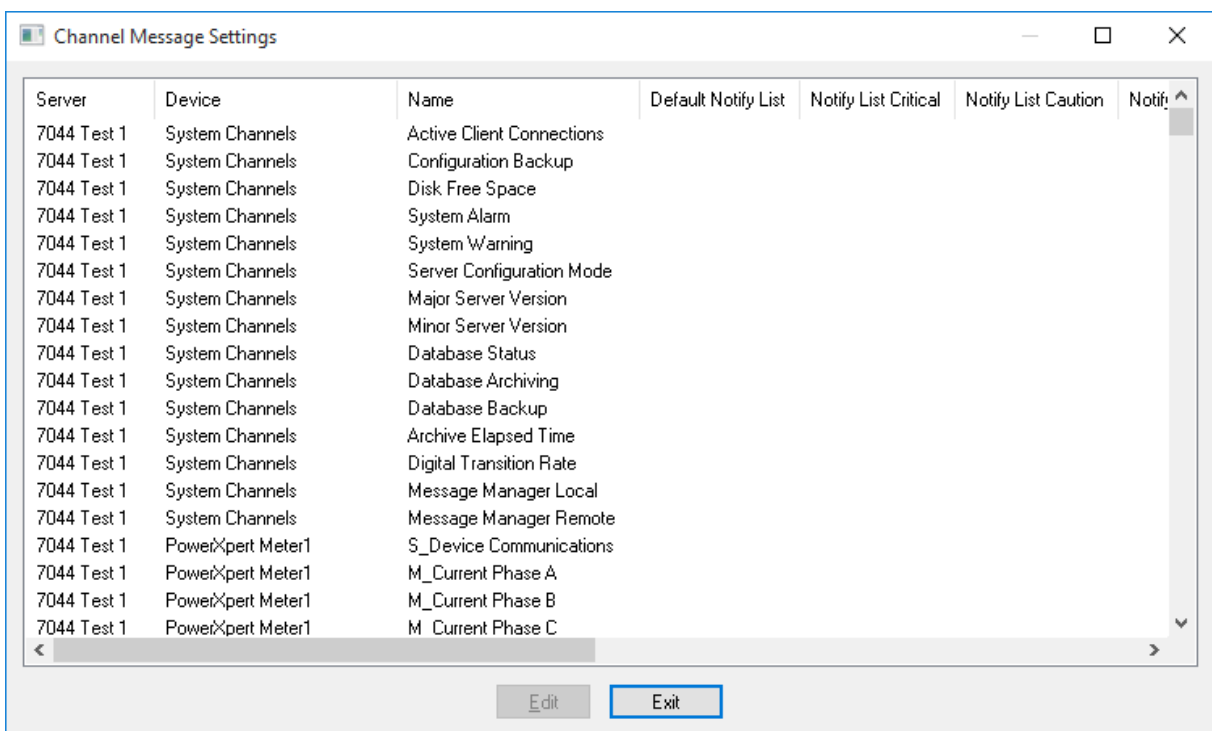 Channel Message Settings
Server Device Name Default Notify List Notify List Critical Notify List Caution Notify
7044 Test 1 System Channels Active Client Connections
7044 Test 1 System Channels Configuration Backup
7044 Test 1 System Channels Disk Free Space
7044 Test 1 System Channels System Alarm
7044 Test 1 System Channels System Warning
7044 Test 1 System Channels Server Configuration Mode
7044 Test 1 System Channels Major Server Version
7044 Test 1 System Channels Minor Server Version
7044 Test 1 System Channels Database Status
7044 Test 1 System Channels Database Archiving
7044 Test 1 System Channels Database Backup
7044 Test 1 System Channels Archive Elapsed Time
7044 Test 1 System Channels Digital Transition Rate
7044 Test 1 System Channels Message Manager Local
7044 Test 1 System Channels Message Manager Remote
7044 Test 1 PowerXpert Meter1 S_Device Communications
7044 Test 1 PowerXpert Meter1 M_Current Phase A
7044 Test 1 PowerXpert Meter1 M_Current Phase B
7044 Test 1 PowerXpert Meter1 M_Current Phase C
Edit Exit